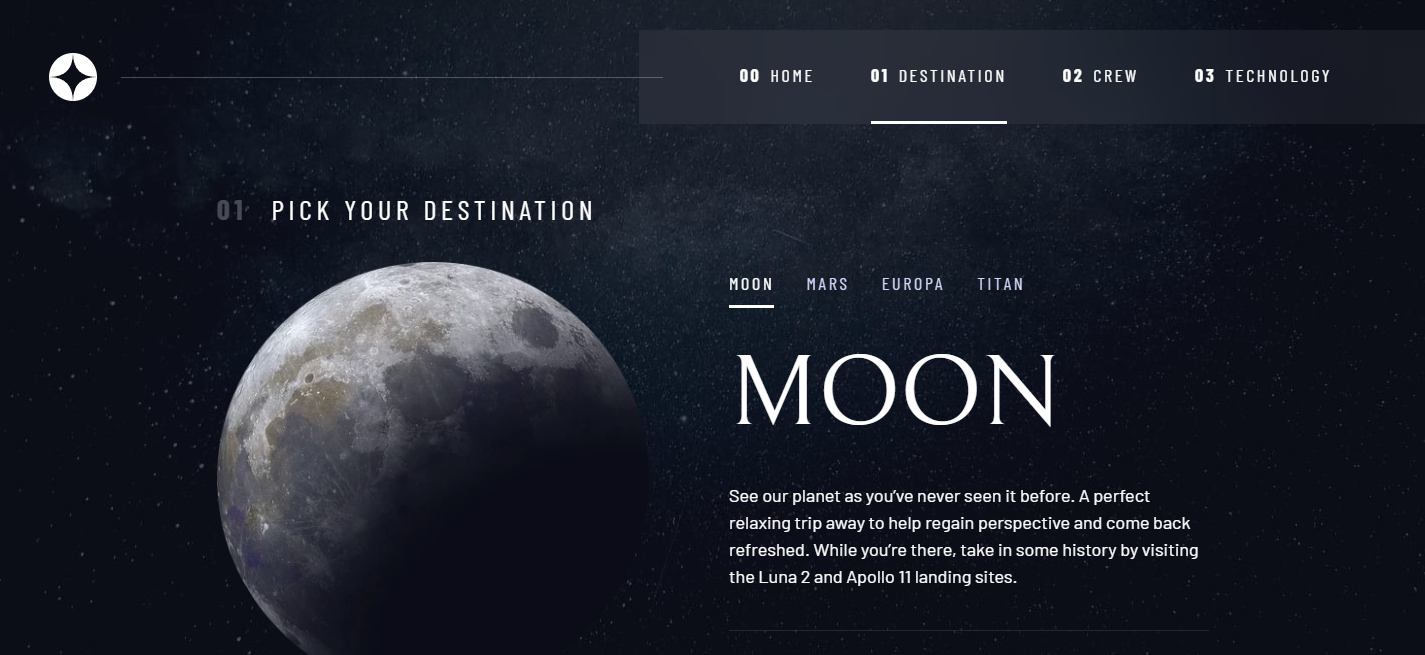 00 HOME 01 DESTINATION 02 CREW 03 TECHNOLOGY
01 PICK YOUR DESTINATION
MOON MARS EUROPA TITAN
MOON
See our planet as you’ve never seen it before. A perfect
relaxing trip away to help regain perspective and come back
refreshed. While you’re there, take in some history by visiting
the Luna 2 and Apollo 11 landing sites.